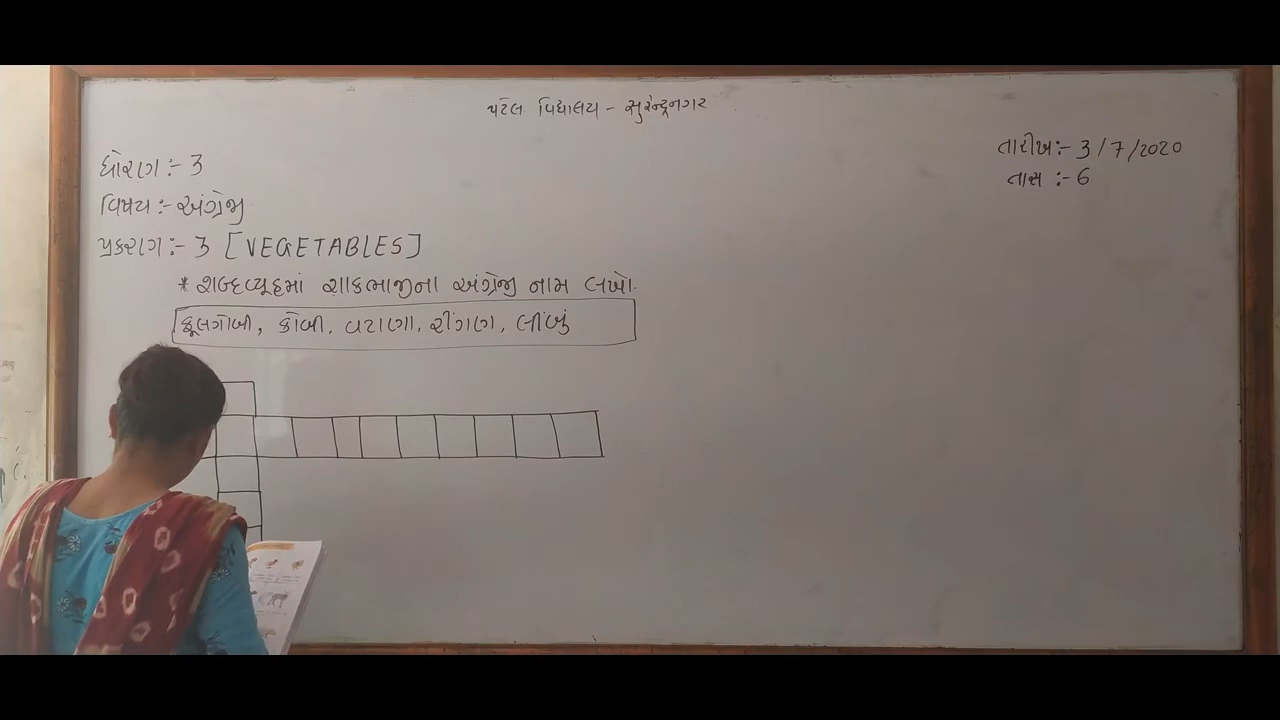 પટેલ વિદ્યાલય - સુરેન્દ્રનગર
તારીખ :- 3/7/2020
તાસ :- 6
ધોરણ :- 3
વિષય :- અંગ્રેજી
પ્રકરણ :- 3 [VEGETABLES]
* શબ્દવ્યૂહમાં શાકભાજીના અંગ્રેજી નામ લખો.
ફૂલગોબી, કોબી, વટાણા, રીંગણ, લીંબું